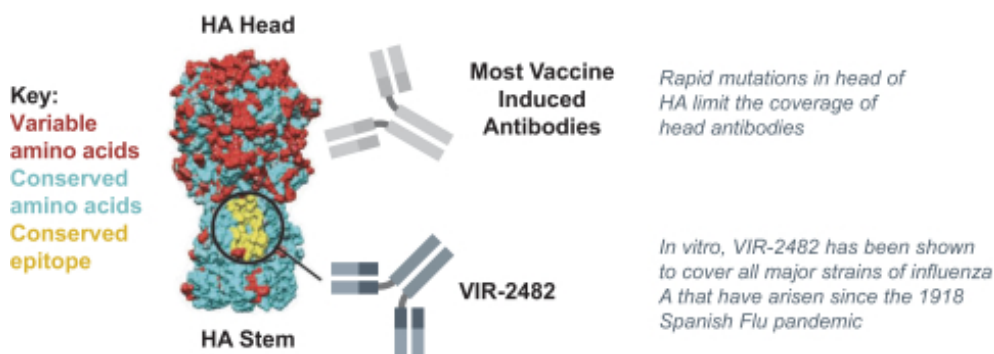 HA Head
Key:
Variable
amino acids
Conserved
amino acids
Conserved
epitope
Most Vaccine
Induced
Antibodies
Rapid mutations in head of
HA limit the coverage of
head antibodies
VIR-2482
In vitro, VIR-2482 has been shown
to cover all major strains of influenza
A that have arisen since the 1918
Spanish Flu pandemic
HA Stem